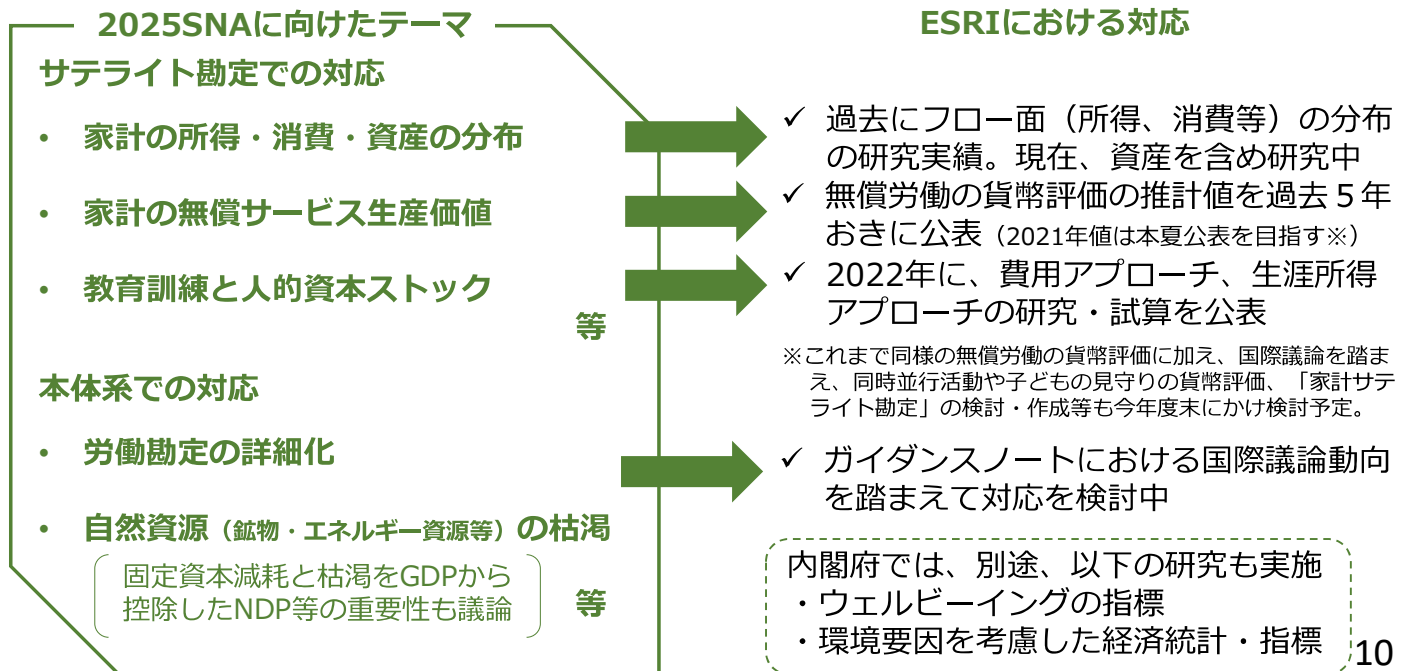 2025SNAに向けたテーマ
サテライト勘定での対応
• 家計の所得・消費・資産の分布
• 家計の無償サービス生産価値
• 教育訓練と人的資本ストック
等
本体系での対応
• 労働勘定の詳細化
• 自然資源（鉱物・エネルギー資源等）の枯渇
固定資本減耗と枯渇をGDPから
控除したNDP等の重要性も議論
等
ESRIにおける対応
✓ 過去にフロー面（所得、消費等）の分布
の研究実績。現在、資産を含め研究中
✓ 無償労働の貨幣評価の推計値を過去５年
おきに公表（2021年値は本夏公表を目指す※）
✓ 2022年に、費用アプローチ、生涯所得
アプローチの研究・試算を公表
※これまで同様の無償労働の貨幣評価に加え、国際議論を踏ま
え、同時並行活動や子どもの見守りの貨幣評価、「家計サテ
ライト勘定」の検討・作成等も今年度末にかけ検討予定。
✓ ガイダンスノートにおける国際議論動向
を踏まえて対応を検討中
内閣府では、別途、以下の研究も実施
・ウェルビーイングの指標
・環境要因を考慮した経済統計・指標
10